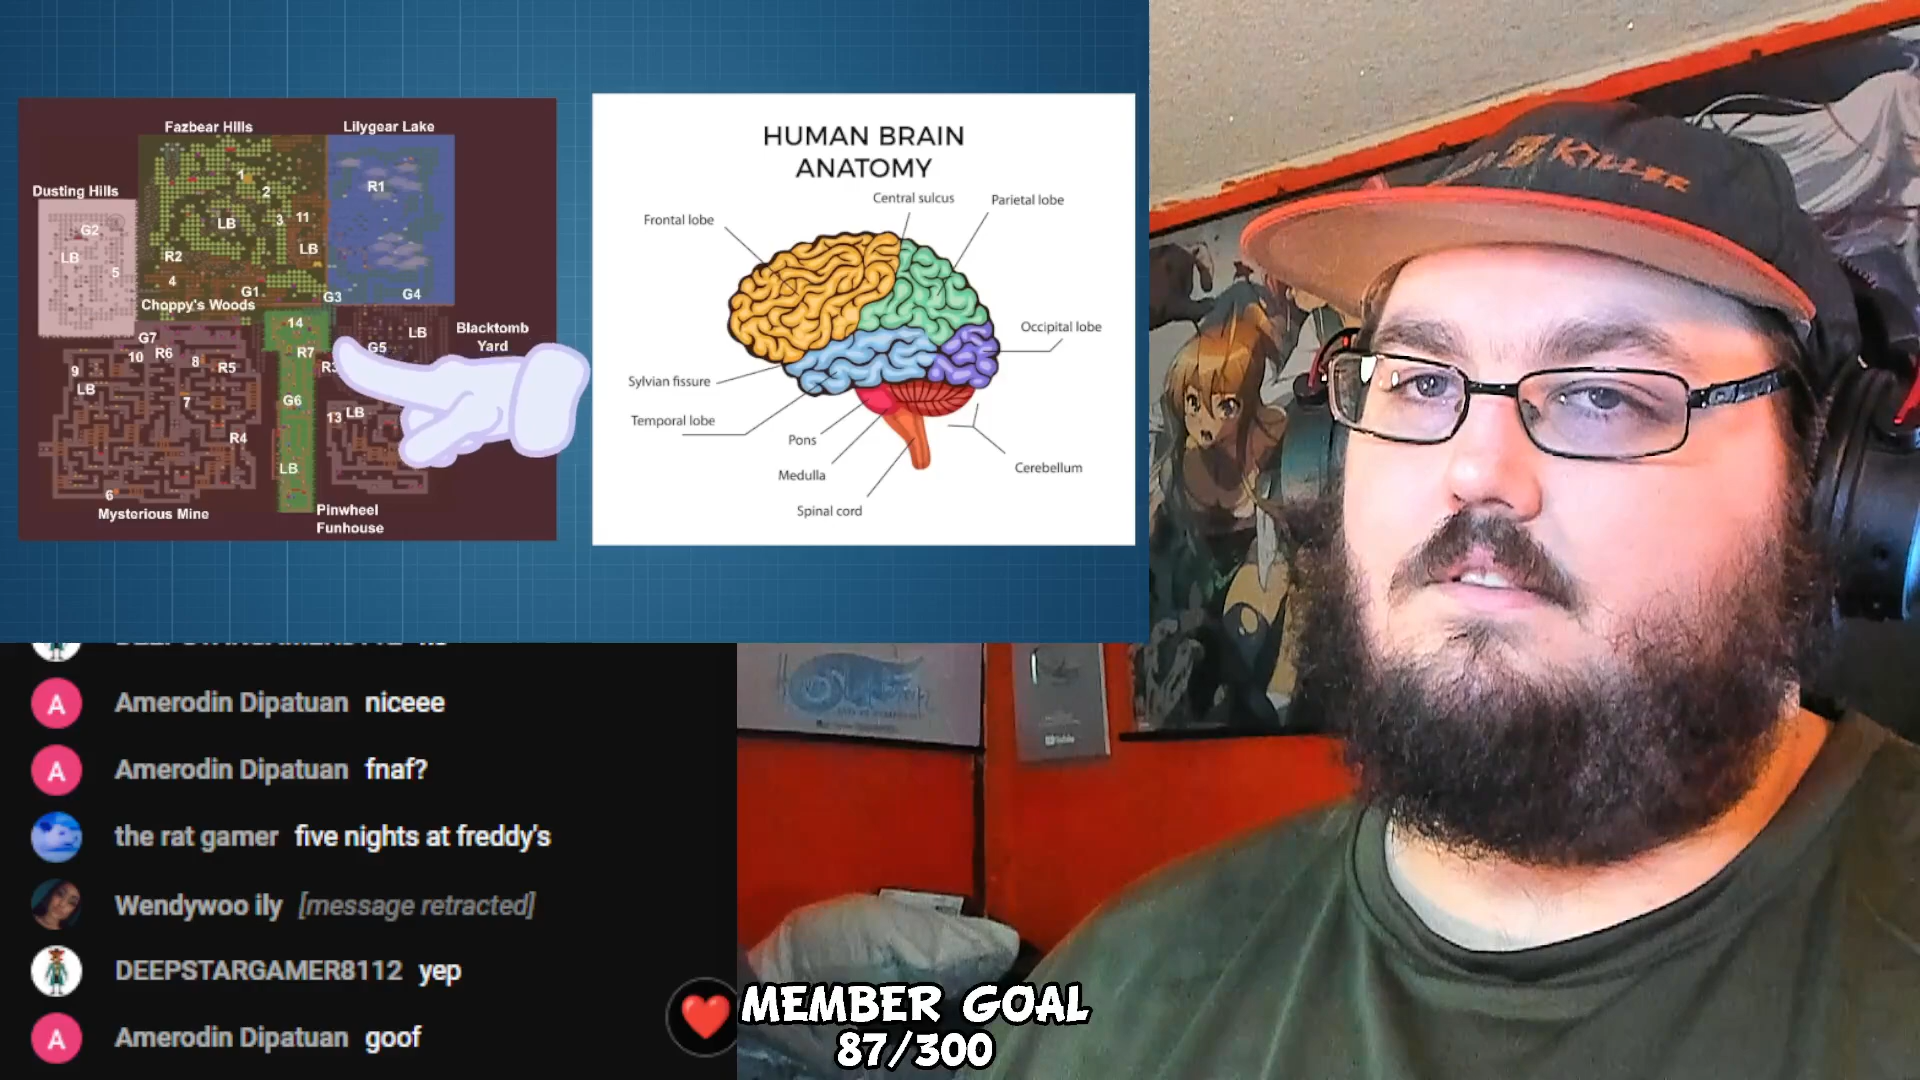 Fazbear Hills
Lilygear Lake
Dusting Hills
1
2
R1
3
11
LB
G2
LB
LB
R2
5
4
G1
G3
G4
Choppy's Woods
14
LB
Blacktomb
Yard
G7
10
R6
R7
G5
8
R5
9
LB
7
G6
13
LB
R4
LB
6
Mysterious Mine
Pinwheel
Funhouse
HUMAN BRAIN
ANATOMY
Central sulcus
Parietal lobe
Frontal lobe
Occipital lobe
Sylvian fissure
Temporal lobe
Pons
Medulla
Cerebellum
Spinal cord
KILLER
Amerodin Dipatuan niceee
Amerodin Dipatuan fnaf?
the rat gamer five nights at freddy's
Wendywoo ily [message retracted]
DEEPSTARGAMER8112 yep
Amerodin Dipatuan goof
MEMBER GOAL
87/300